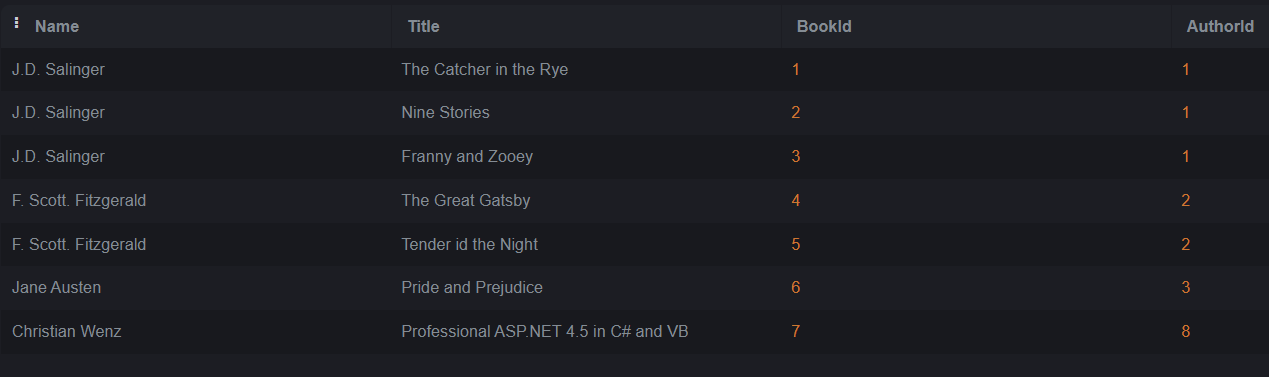 Name Title BookId AuthorId
J.D. Salinger The Catcher in the Rye 1 1
J.D. Salinger Nine Stories 2 1
J.D. Salinger Franny and Zooey 3 1
F. Scott. Fitzgerald The Great Gatsby 4 2
F. Scott. Fitzgerald Tender id the Night 5 2
Jane Austen Pride and Prejudice 6 3
Christian Wenz Professional ASP.NET 4.5 in C# and VB 7 8